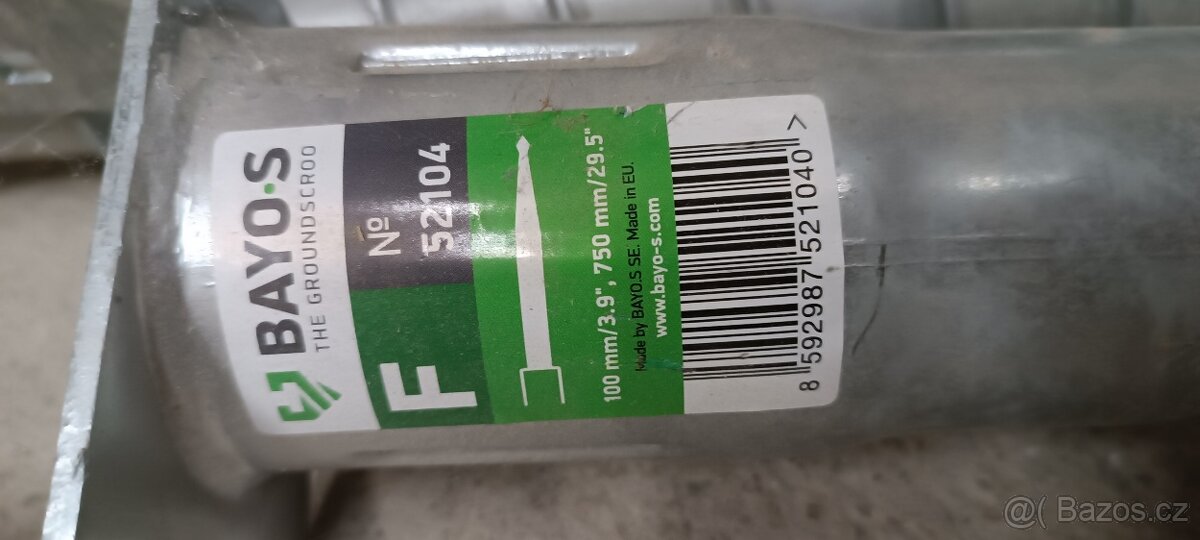 BAYO·S
THE GROUNDSCROO
F
№
52104
100 mm/3.9", 750 mm/29.5"
Made by BAYO.S SE. Made in EU.
www.bayo-s.com
8 592987 521040 >
@( Bazos.cz